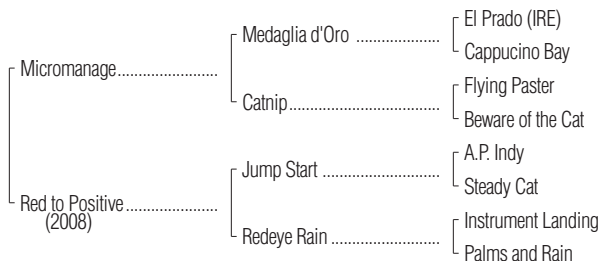 El Prado (IRE)
Medaglia d'Oro ....................
Cappucino Bay
Micromanage........................
Flying Paster
Catnip.................................
Beware of the Cat
A.P. Indy
Jump Start ............................
Steady Cat
Red to Positive ......................
(2008)
Instrument Landing
Redeye Rain ..........................
Palms and Rain